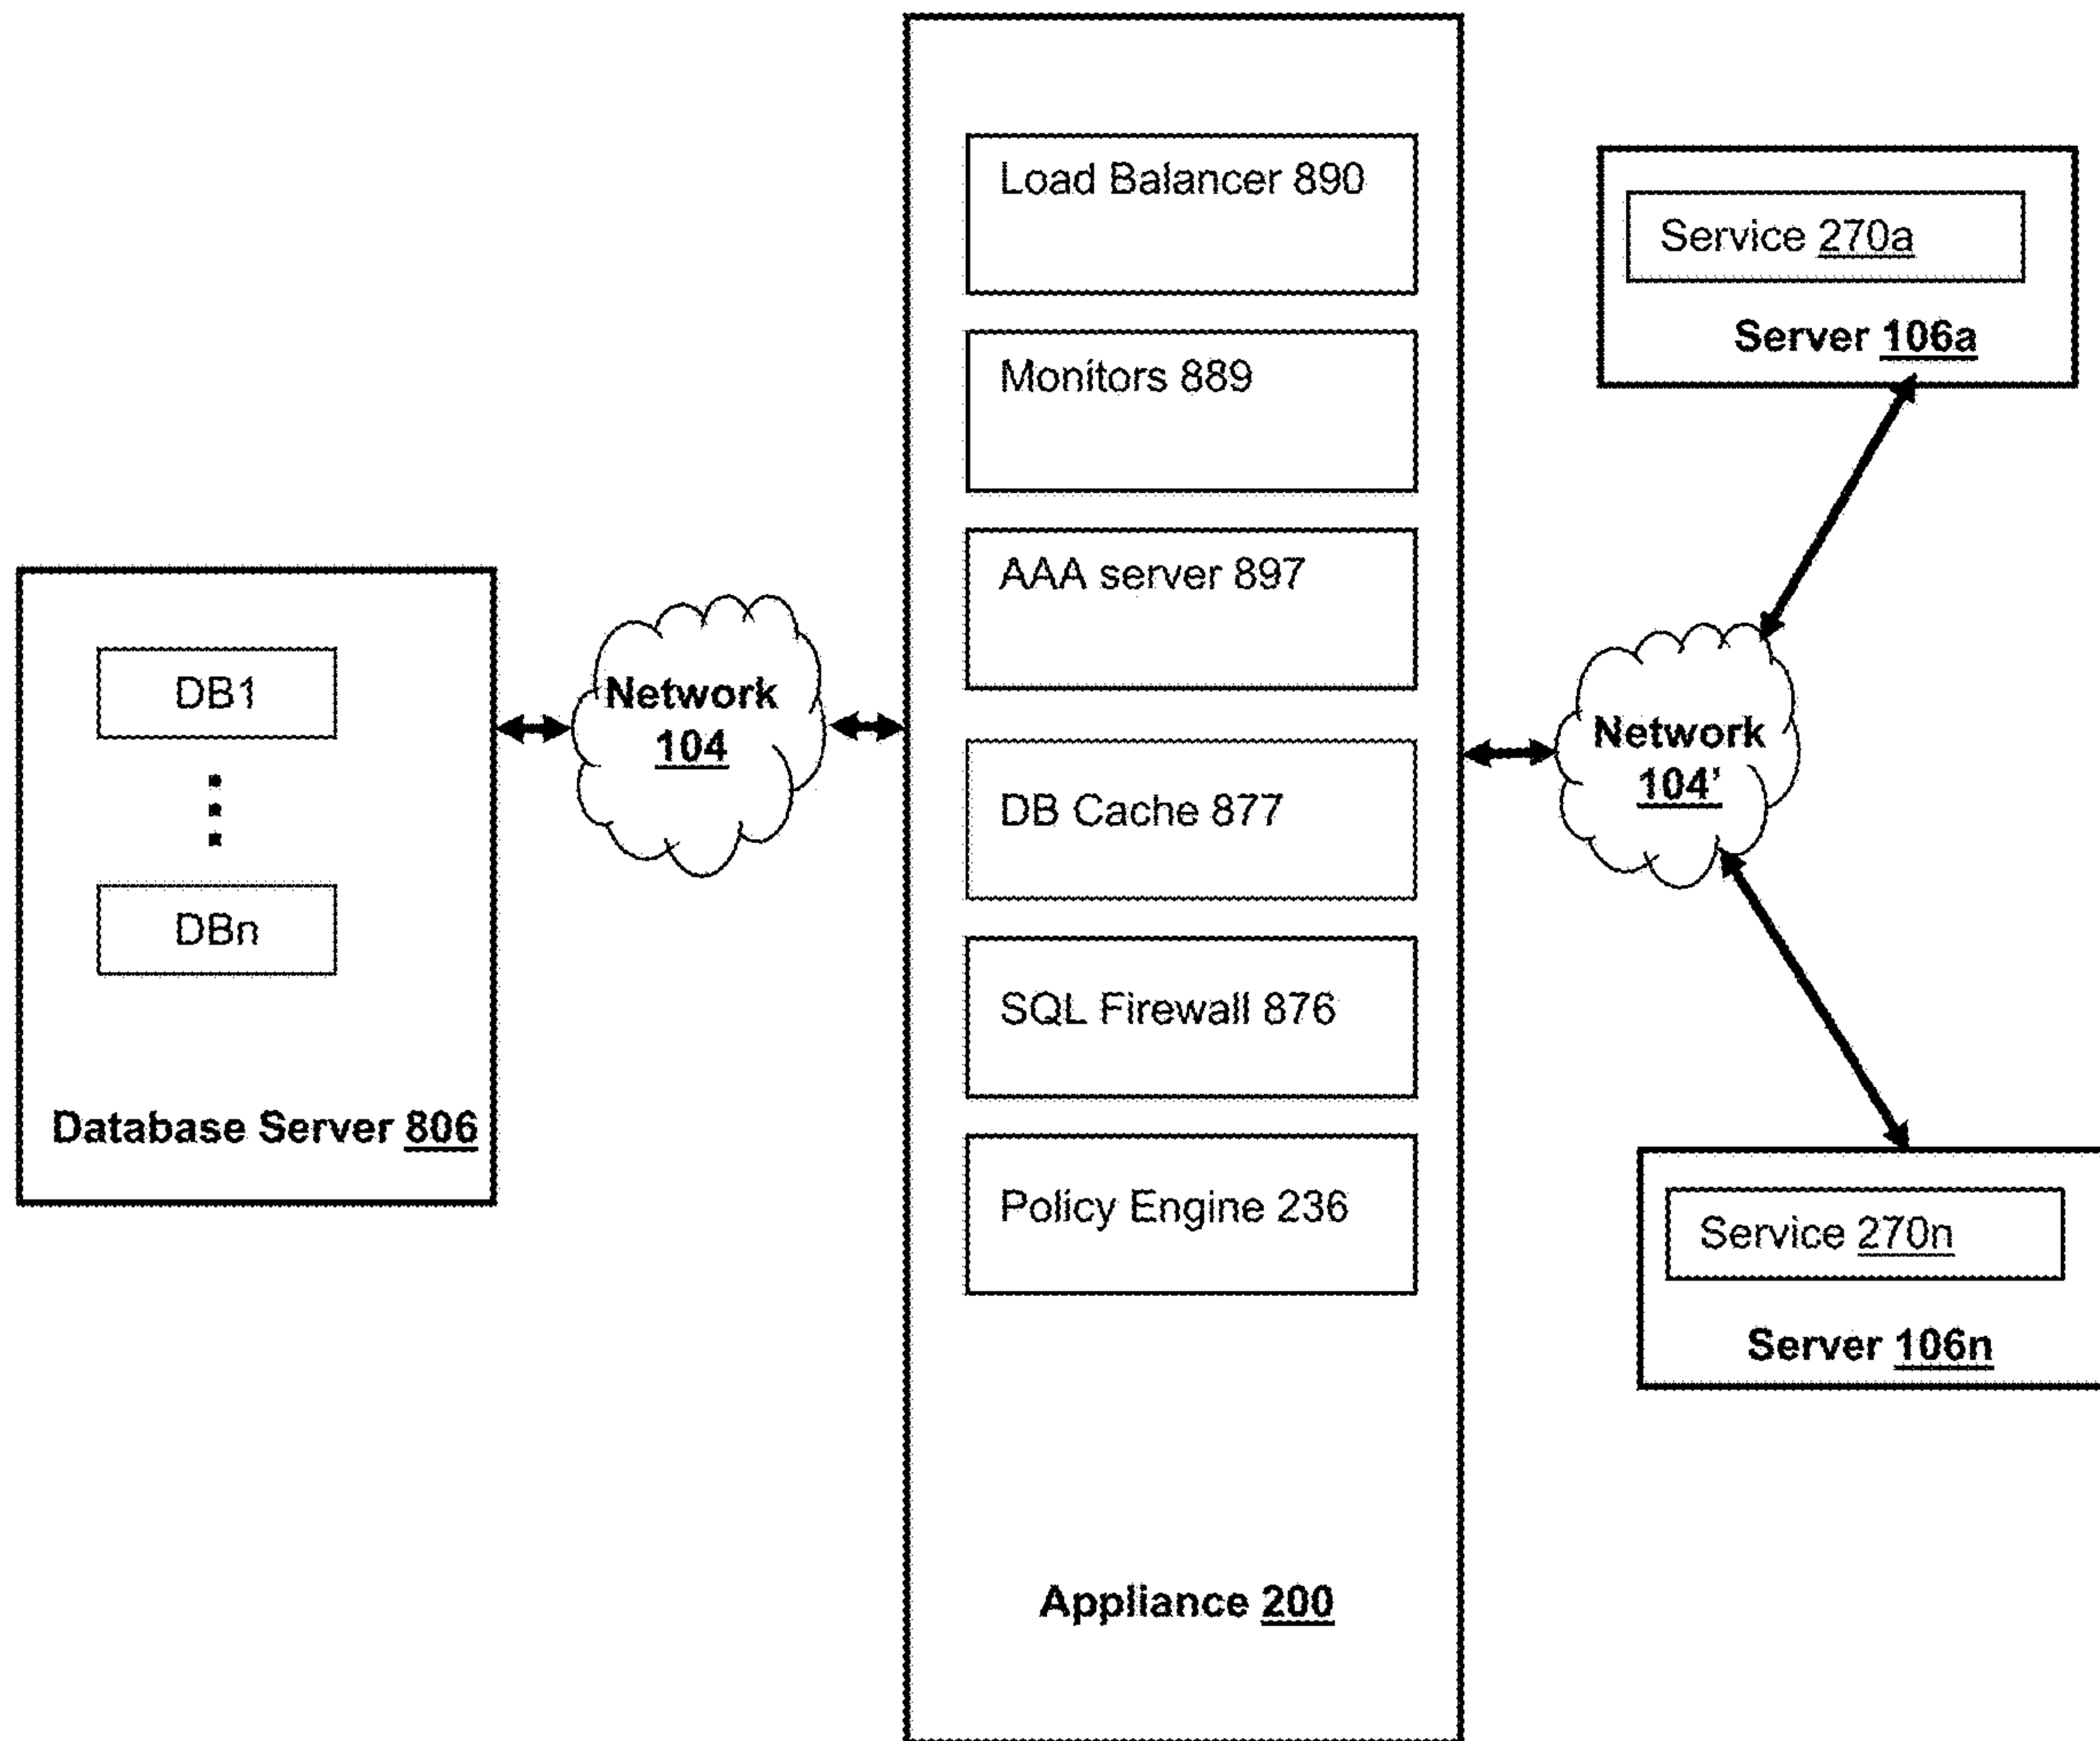 DB1
DBn
Database Server 806
Network
104
Load Balancer 890
Monitors 889
AAA server 897
DB Cache 877
SQL Firewall 876
Policy Engine 236
Appliance 200
Network
104'
Service 270a
Server 106a
Service 270n
Server 106n